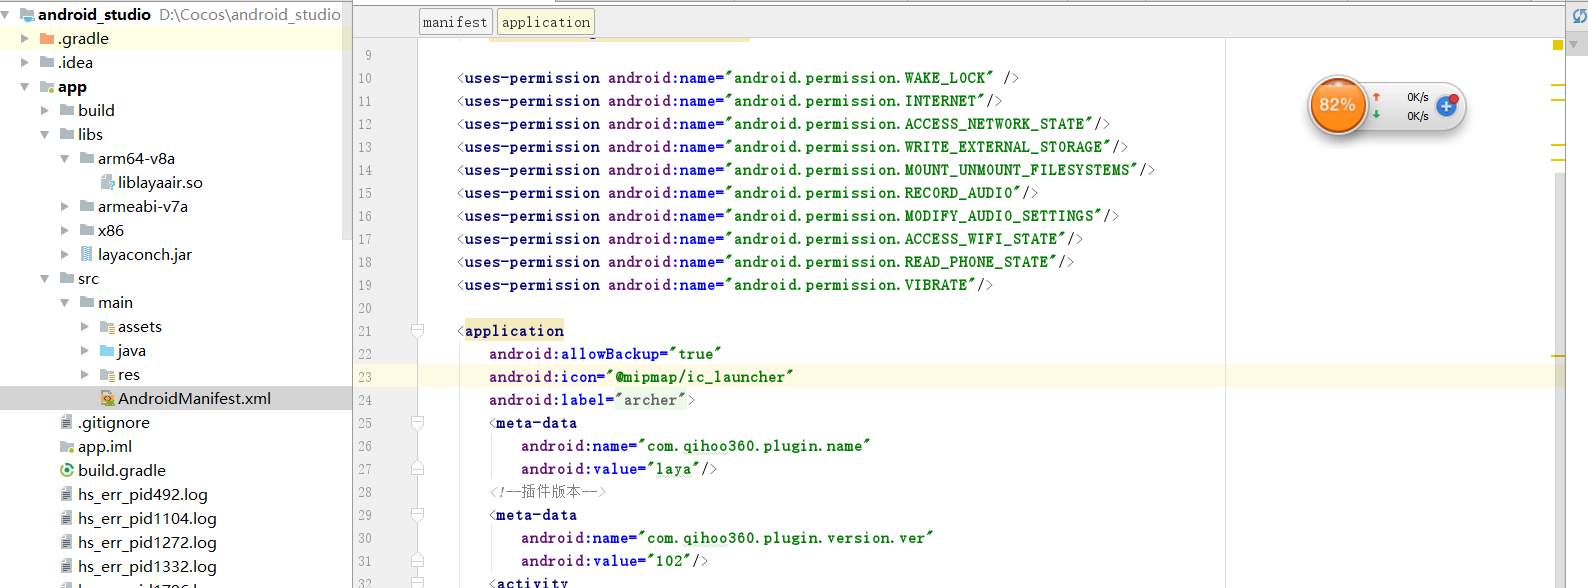 android_studio D:\Cocos\android_studio
.gradle
.idea
app
build
libs
arm64-v8a
liblayaair.so
armeabi-v7a
x86
layaconch.jar
src
main
assets
java
res
AndroidManifest.xml
.gitignore
app.iml
build.gradle
hs_err_pid492.log
hs_err_pid1104.log
hs_err_pid1272.log
hs_err_pid1332.log
manifest application
9
10 <uses-permission android:name="android.permission.WAKE_LOCK" />
11 <uses-permission android:name="android.permission.INTERNET"/>
12 <uses-permission android:name="android.permission.ACCESS_NETWORK_STATE"/>
13 <uses-permission android:name="android.permission.WRITE_EXTERNAL_STORAGE"/>
14 <uses-permission android:name="android.permission.MOUNT_UNMOUNT_FILESYSTEMS"/>
15 <uses-permission android:name="android.permission.RECORD_AUDIO"/>
16 <uses-permission android:name="android.permission.MODIFY_AUDIO_SETTINGS"/>
17 <uses-permission android:name="android.permission.ACCESS_WIFI_STATE"/>
18 <uses-permission android:name="android.permission.READ_PHONE_STATE"/>
19 <uses-permission android:name="android.permission.VIBRATE"/>
20
21 <application
22 android:allowBackup="true"
23 android:icon="@mipmap/ic_launcher"
24 android:label="archer">
25 <meta-data
26 android:name="com.qihoo360.plugin.name"
27 android:value="laya"/>
28 <!--插件版本-->
29 <meta-data
30 android:name="com.qihoo360.plugin.version.ver"
31 android:value="102"/>
32 <activity
82%
0K/s
0K/s